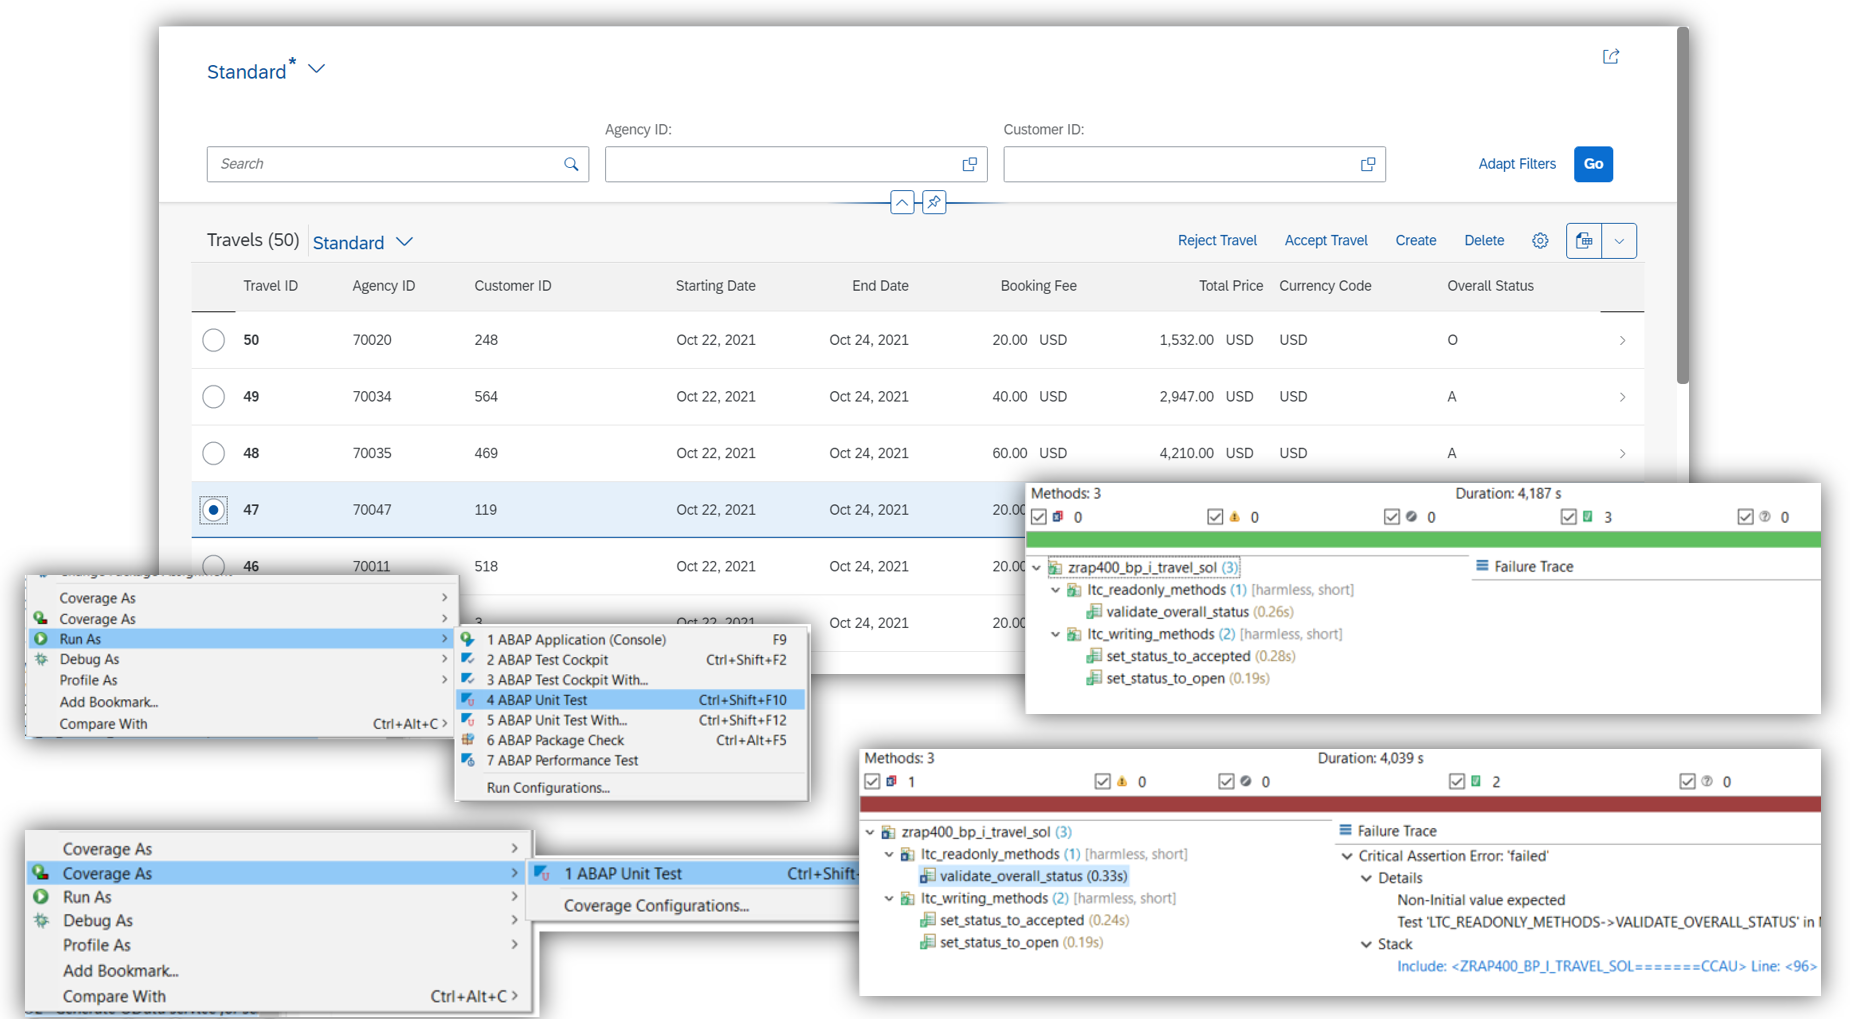 Standard*
Agency ID:
Customer ID:
Search
Adapt Filters
Go
Travels (50)
Standard
Reject Travel
Accept Travel
Create
Delete
Travel ID Agency ID Customer ID Starting Date End Date Booking Fee Total Price Currency Code Overall Status
50 70020 248 Oct 22, 2021 Oct 24, 2021 20.00 USD 1,532.00 USD USD O
49 70034 564 Oct 22, 2021 Oct 24, 2021 40.00 USD 2,947.00 USD USD A
48 70035 469 Oct 22, 2021 Oct 24, 2021 60.00 USD 4,210.00 USD USD A
47 70047 119 Oct 22, 2021 Oct 24, 2021 20.00
46 70011 518 Oct 22, 2021 Oct 24, 2021 20.00
3 Oct 22, 2021 Oct 24, 2021 20.00
Coverage As
Coverage As
Run As
Debug As
Profile As
Add Bookmark...
Compare With Ctrl+Alt+C
1 ABAP Application (Console) F9
2 ABAP Test Cockpit Ctrl+Shift+F2
3 ABAP Test Cockpit With...
4 ABAP Unit Test Ctrl+Shift+F10
5 ABAP Unit Test With... Ctrl+Shift+F12
6 ABAP Package Check Ctrl+Alt+F5
7 ABAP Performance Test
Run Configurations...
Methods: 3 Duration: 4,187 s
0 0 0 3 0
zrap400_bp_i_travel_sol (3)
ltc_readonly_methods (1) [harmless, short]
validate_overall_status (0.26s)
ltc_writing_methods (2) [harmless, short]
set_status_to_accepted (0.28s)
set_status_to_open (0.19s)
Failure Trace
Coverage As
Coverage As
Run As
Debug As
Profile As
Add Bookmark...
Compare With Ctrl+Alt+C
1 ABAP Unit Test Ctrl+Shift+
Coverage Configurations...
Methods: 3 Duration: 4,039 s
1 0 0 2 0
zrap400_bp_i_travel_sol (3)
ltc_readonly_methods (1) [harmless, short]
validate_overall_status (0.33s)
ltc_writing_methods (2) [harmless, short]
set_status_to_accepted (0.24s)
set_status_to_open (0.19s)
Failure Trace
Critical Assertion Error: 'failed'
Details
Non-Initial value expected
Test 'LTC_READONLY_METHODS->VALIDATE_OVERALL_STATUS' in
Stack
Include: <ZRAP400_BP_I_TRAVEL_SOL=======CCAU> Line: <96>